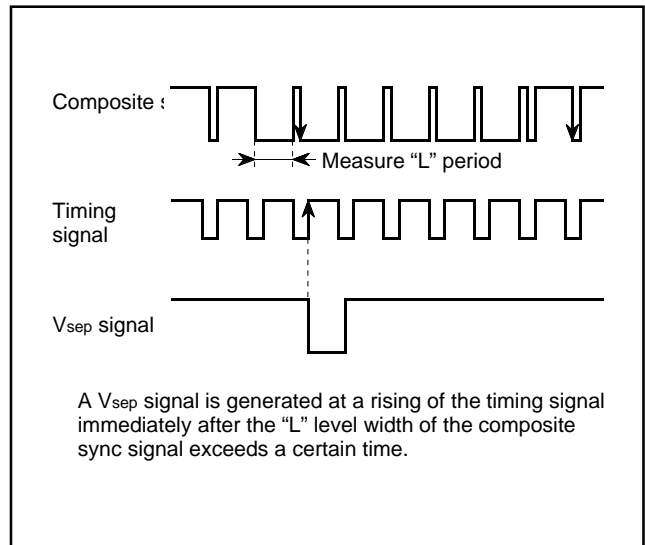 Composite
Measure “L” period
Timing
signal
Vsep signal
A Vsep signal is generated at a rising of the timing signal
immediately after the “L” level width of the composite
sync signal exceeds a certain time.